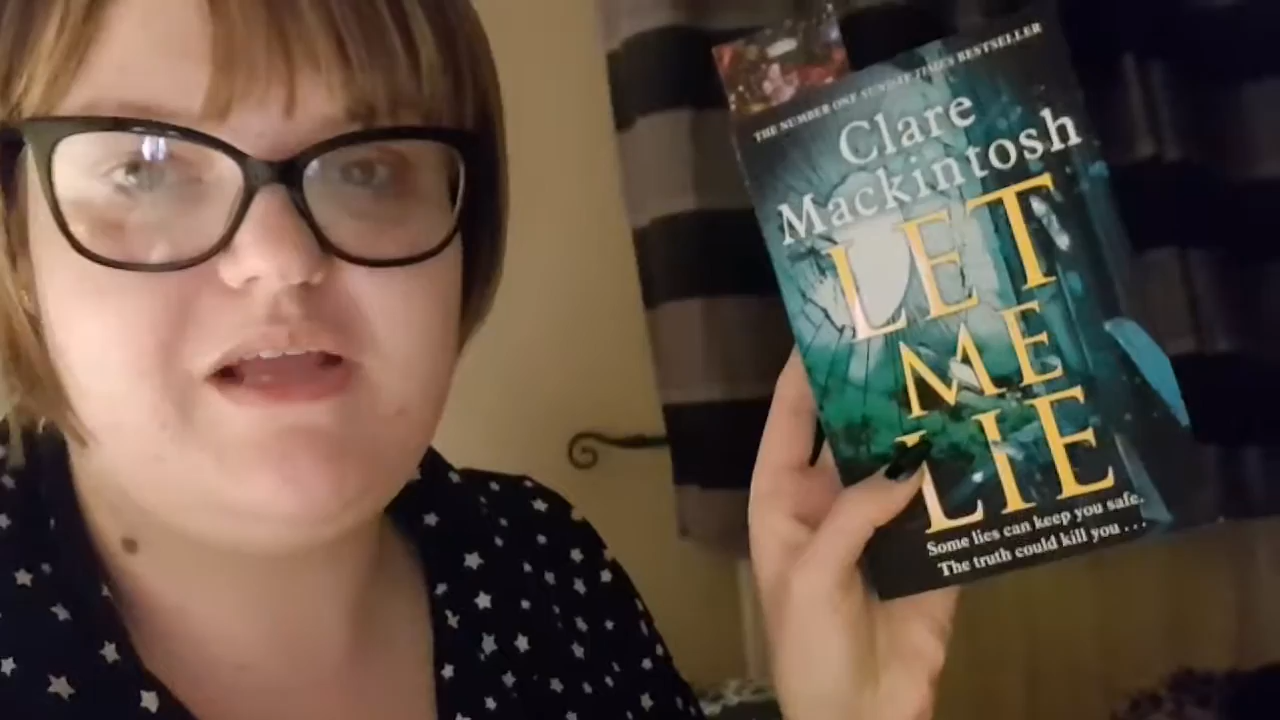 THE NUMBER ONE SUNDAY TIMES BESTSELLER
Clare
Mackintosh
LET
ME
LIE
Some lies can keep you safe.
The truth could kill you . . .